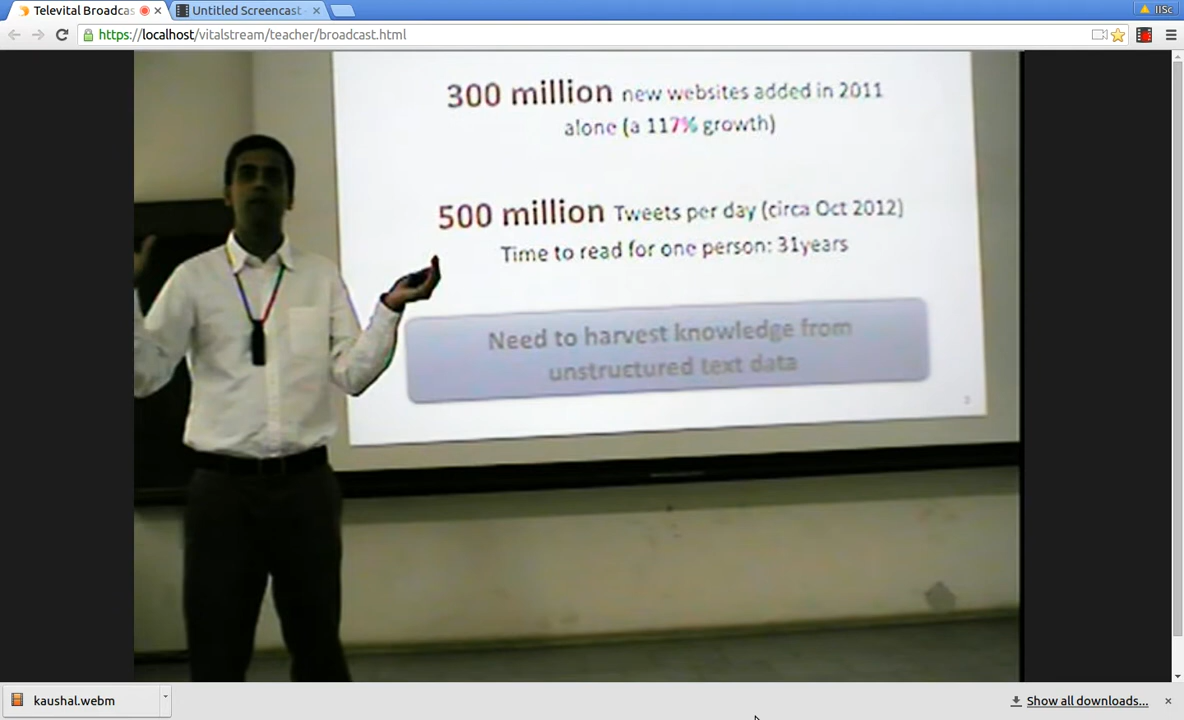 Televital Broadcas
Untitled Screencast -
IISc
https://localhost/vitalstream/teacher/broadcast.html
300 million new websites added in 2011
alone (a 117% growth)
500 million Tweets per day (circa Oct 2012)
Time to read for one person: 31years
Need to harvest knowledge from
unstructured text data
kaushal.webm
Show all downloads...